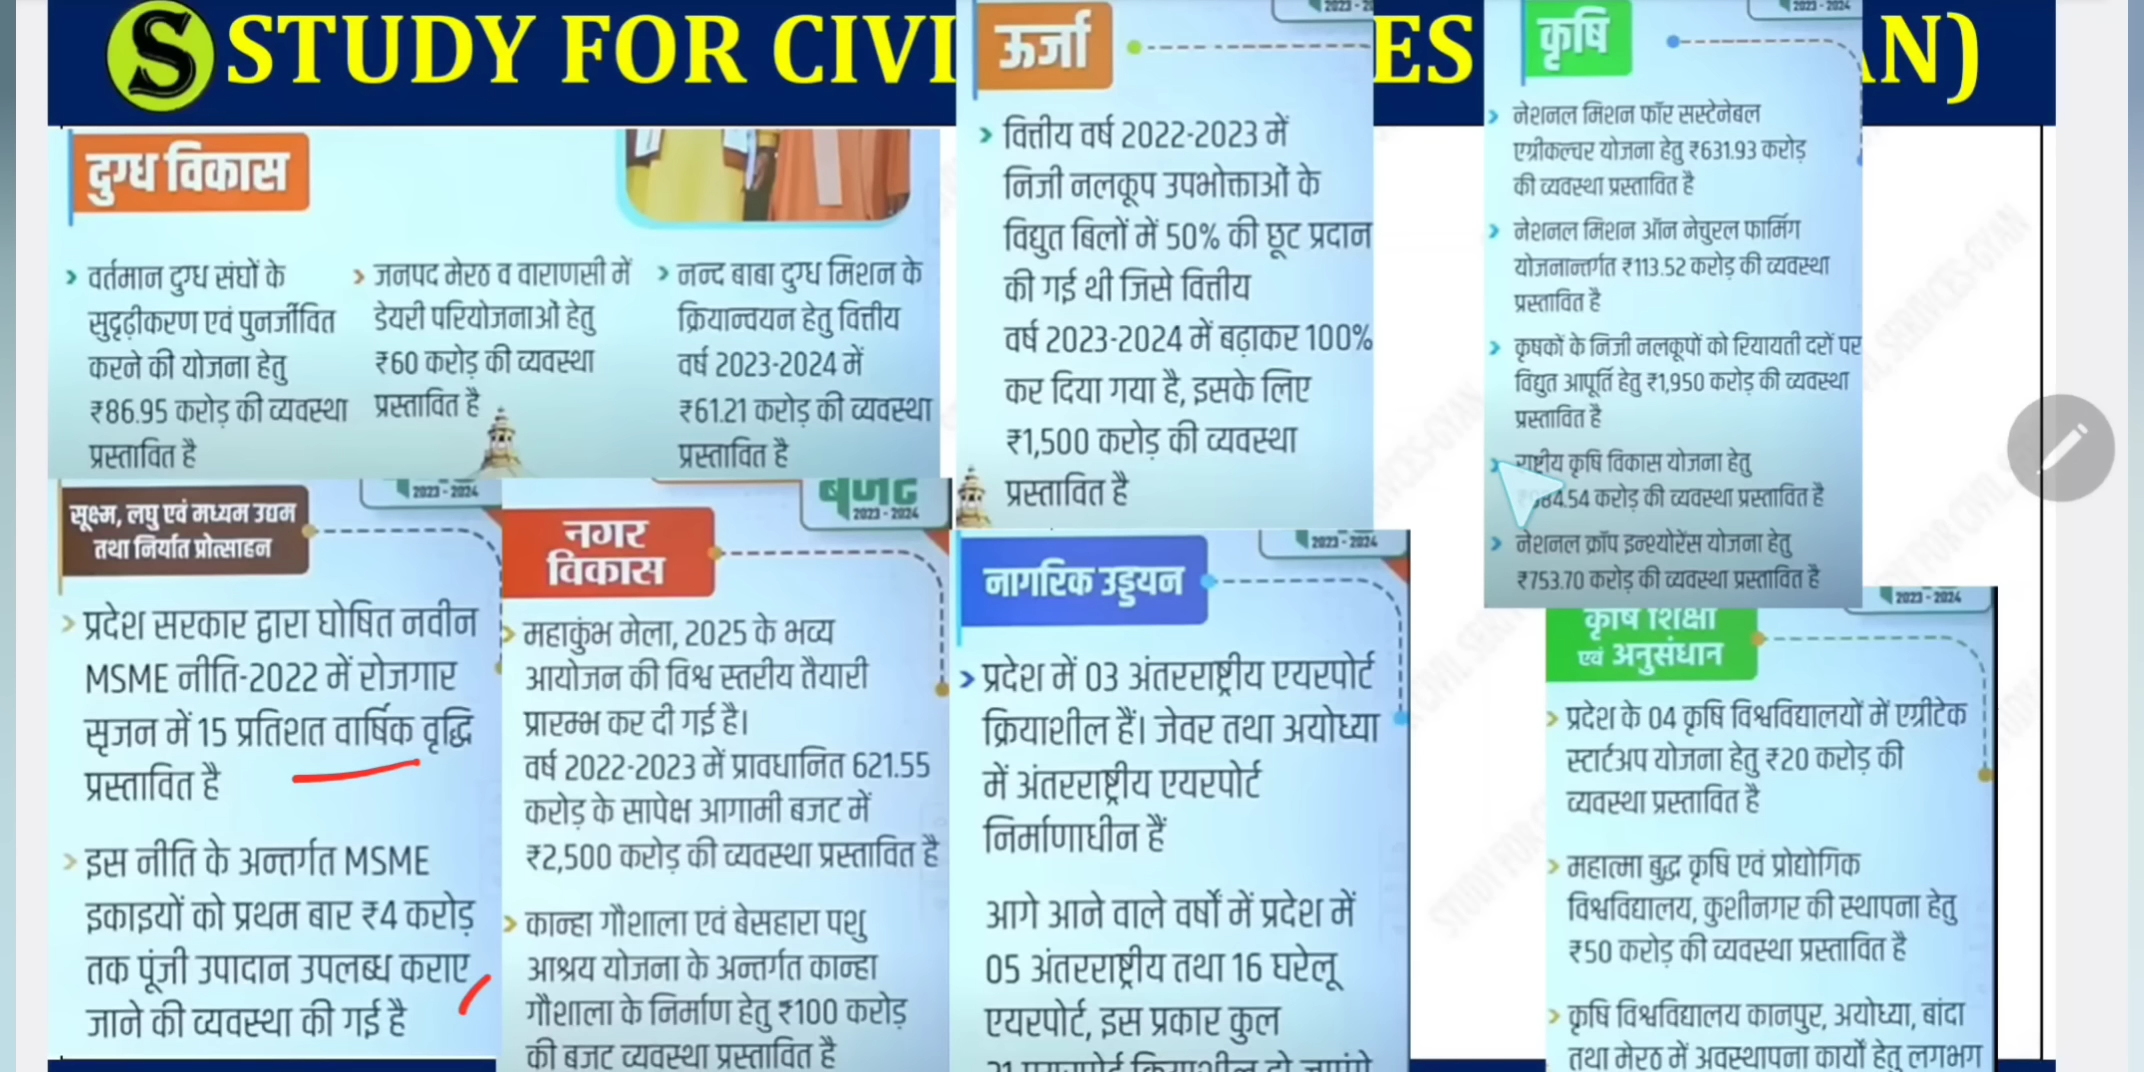 S STUDY FOR CIVI
ES
AN)
दुग्ध विकास
वर्तमान दुग्ध संघों के
सुदृढ़ीकरण एवं पुनर्जीवित
करने की योजना हेतु
₹86.95 करोड़ की व्यवस्था
प्रस्तावित है
जनपद मेरठ व वाराणसी में
डेयरी परियोजनाओं हेतु
₹60 करोड़ की व्यवस्था
प्रस्तावित है
नन्द बाबा दुग्ध मिशन के
क्रियान्वयन हेतु वित्तीय
वर्ष 2023-2024 में
₹61.21 करोड़ की व्यवस्था
प्रस्तावित है
ऊर्जा
वित्तीय वर्ष 2022-2023 में
निजी नलकूप उपभोक्ताओं के
विद्युत बिलों में 50% की छूट प्रदान
की गई थी जिसे वित्तीय
वर्ष 2023-2024 में बढ़ाकर 100%
कर दिया गया है, इसके लिए
₹1,500 करोड़ की व्यवस्था
प्रस्तावित है
2023 - 2024
कृषि
नेशनल मिशन फॉर सस्टेनेबल
एग्रीकल्चर योजना हेतु ₹631.93 करोड़
की व्यवस्था प्रस्तावित है
नेशनल मिशन ऑन नेचुरल फार्मिंग
योजनान्तर्गत ₹113.52 करोड़ की व्यवस्था
प्रस्तावित है
कृषकों के निजी नलकूपों को रियायती दरों पर
विद्युत आपूर्ति हेतु ₹1,950 करोड़ की व्यवस्था
प्रस्तावित है
राष्ट्रीय कृषि विकास योजना हेतु
984.54 करोड़ की व्यवस्था प्रस्तावित है
नेशनल क्रॉप इन्श्योरेंस योजना हेतु
₹753.70 करोड़ की व्यवस्था प्रस्तावित है
2023 - 2024
सूक्ष्म, लघु एवं मध्यम उद्यम
तथा निर्यात प्रोत्साहन
प्रदेश सरकार द्वारा घोषित नवीन
MSME नीति-2022 में रोजगार
सृजन में 15 प्रतिशत वार्षिक वृद्धि
प्रस्तावित है
इस नीति के अन्तर्गत MSME
इकाइयों को प्रथम बार ₹4 करोड़
तक पूंजी उपादान उपलब्ध कराए
जाने की व्यवस्था की गई है
बजट
2023 - 2024
नगर
विकास
महाकुंभ मेला, 2025 के भव्य
आयोजन की विश्व स्तरीय तैयारी
प्रारम्भ कर दी गई है।
वर्ष 2022-2023 में प्रावधानित 621.55
करोड़ के सापेक्ष आगामी बजट में
₹2,500 करोड़ की व्यवस्था प्रस्तावित है
कान्हा गौशाला एवं बेसहारा पशु
आश्रय योजना के अन्तर्गत कान्हा
गौशाला के निर्माण हेतु ₹100 करोड़
की बजट व्यवस्था प्रस्तावित है
2023 - 2024
नागरिक उड्डयन
प्रदेश में 03 अंतरराष्ट्रीय एयरपोर्ट
क्रियाशील हैं। जेवर तथा अयोध्या
में अंतरराष्ट्रीय एयरपोर्ट
निर्माणाधीन हैं
आगे आने वाले वर्षों में प्रदेश में
05 अंतरराष्ट्रीय तथा 16 घरेलू
एयरपोर्ट, इस प्रकार कुल
2023 - 2024
कृषि शिक्षा
एवं अनुसंधान
प्रदेश के 04 कृषि विश्वविद्यालयों में एग्रीटेक
स्टार्टअप योजना हेतु ₹20 करोड़ की
व्यवस्था प्रस्तावित है
महात्मा बुद्ध कृषि एवं प्रोद्योगिक
विश्वविद्यालय, कुशीनगर की स्थापना हेतु
₹50 करोड़ की व्यवस्था प्रस्तावित है
कृषि विश्वविद्यालय कानपुर, अयोध्या, बांदा
तथा मेरठ में अवस्थापना कार्यों हेतु लगभग